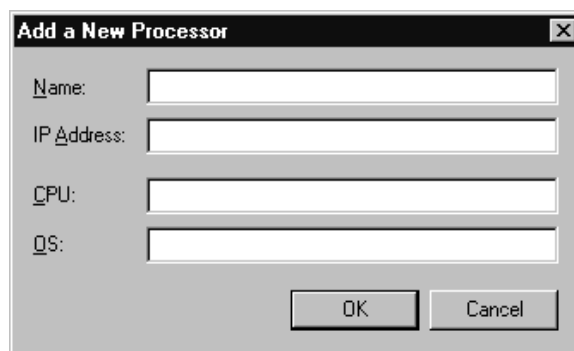 Add a New Processor
Name:
IP Address:
CPU:
OS:
OK Cancel